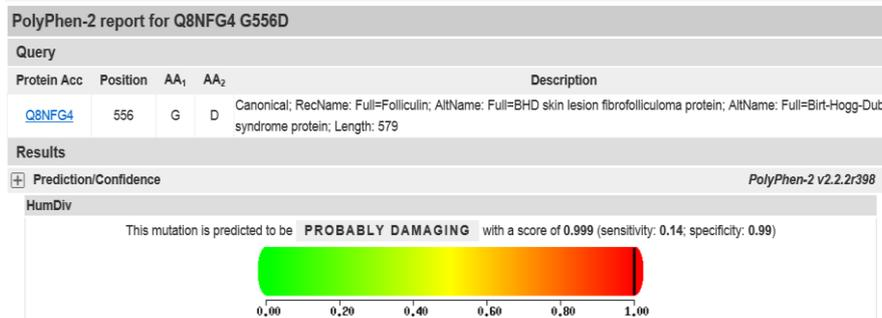 PolyPhen-2 report for Q8NFG4 G556D
Query
Protein Acc Position AA₁ AA₂ Description
Q8NFG4 556 G D Canonical; RecName: Full=Folliculin; AltName: Full=BHD skin lesion fibrofolliculoma protein; AltName: Full=Birt-Hogg-Dub
syndrome protein; Length: 579
Results
+ Prediction/Confidence PolyPhen-2 v2.2.2r398
HumDiv
This mutation is predicted to be PROBABLY DAMAGING with a score of 0.999 (sensitivity: 0.14; specificity: 0.99)
0.00 0.20 0.40 0.60 0.80 1.00